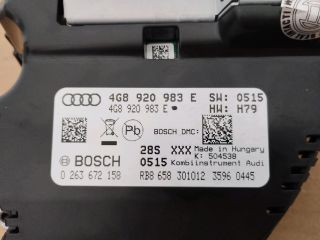 4G8 920 983 E SW: 0515
4G8 920 983 E HW: H79
Pb BOSCH DMC:
28S XXX Made in Hungary
K: 504538
BOSCH 0515 Kombiinstrument Audi
0 263 672 158 RB8 658 301012 3596 0445